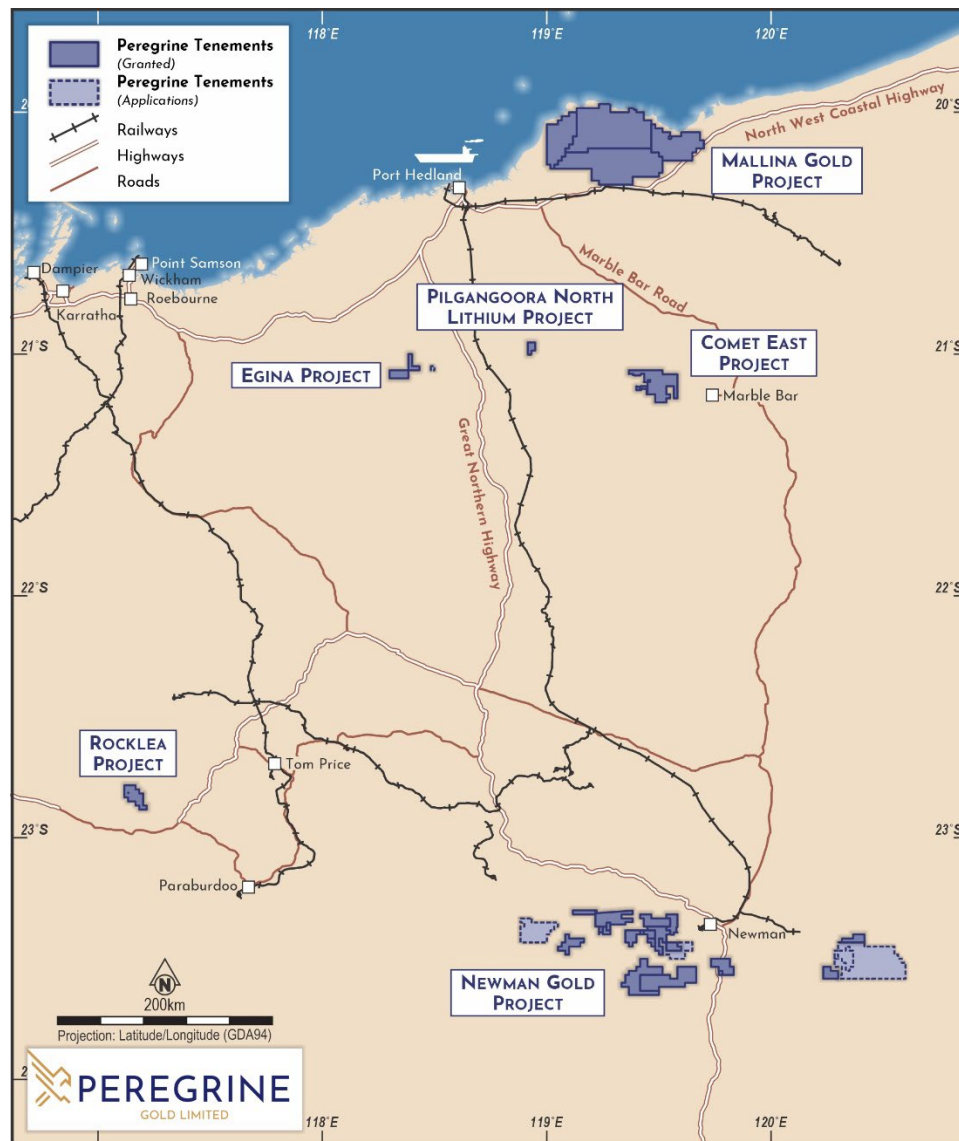 118°E
119°E
120°E
Peregrine Tenements
(Granted)
Peregrine Tenements
(Applications)
Railways
Highways
Roads
20°S
North West Coastal Highway
MALLINA GOLD
PROJECT
Port Hedland
Dampier
Point Samson
Wickham
Roebourne
Karratha
Marble Bar Road
PILGANGOORA NORTH
LITHIUM PROJECT
21°S
21°S
EGINA PROJECT
COMET EAST
PROJECT
Marble Bar
Great Northern Highway
22°S
22°S
ROCKLEA
PROJECT
Tom Price
23°S
23°S
Paraburdoo
Newman
NEWMAN GOLD
PROJECT
N
200km
Projection: Latitude/Longitude (GDA94)
PEREGRINE
GOLD LIMITED
118°E
119°E
120°E